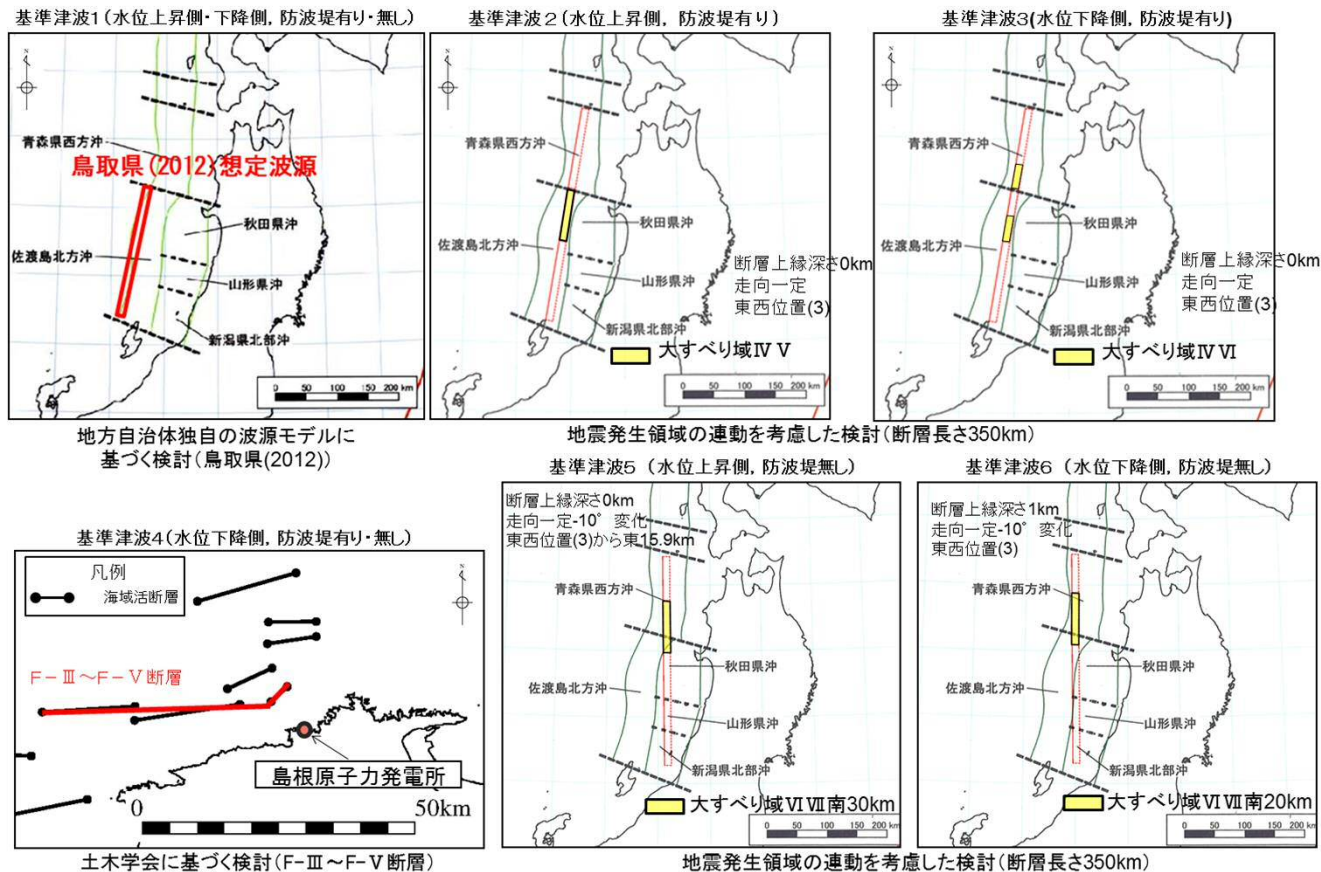 基準津波1(水位上昇側・下降側,防波堤有り・無し)
N
青森県西方沖
鳥取県(2012)想定波源
秋田県沖
佐渡島北方沖
山形県沖
新潟県北部沖
0 50 100 150 200 km
地方自治体独自の波源モデルに
基づく検討(鳥取県(2012))
基準津波2(水位上昇側,防波堤有り)
N
青森県西方沖
秋田県沖
佐渡島北方沖
断層上縁深さ0km
走向一定
東西位置(3)
山形県沖
新潟県北部沖
大すべり域Ⅳ Ⅴ
0 50 100 150 200 km
基準津波3(水位下降側,防波堤有り)
N
青森県西方沖
秋田県沖
佐渡島北方沖
断層上縁深さ0km
走向一定
東西位置(3)
山形県沖
新潟県北部沖
大すべり域Ⅳ Ⅵ
0 50 100 150 200 km
地震発生領域の連動を考慮した検討(断層長さ350km)
基準津波4(水位下降側,防波堤有り・無し)
凡例
海域活断層
F-Ⅲ~F-Ⅴ断層
島根原子力発電所
0 50km
土木学会に基づく検討(F-Ⅲ~F-Ⅴ断層)
基準津波5 (水位上昇側,防波堤無し)
断層上縁深さ0km
走向一定-10°変化
東西位置(3)から東15.9km
青森県西方沖
秋田県沖
佐渡島北方沖
山形県沖
新潟県北部沖
大すべり域Ⅵ Ⅶ南30km
0 50 100 150 200 km
基準津波6 (水位下降側,防波堤無し)
断層上縁深さ1km
走向一定-10°変化
東西位置(3)
青森県西方沖
秋田県沖
佐渡島北方沖
山形県沖
新潟県北部沖
大すべり域Ⅵ Ⅶ南20km
0 50 100 150 200 km
地震発生領域の連動を考慮した検討(断層長さ350km)